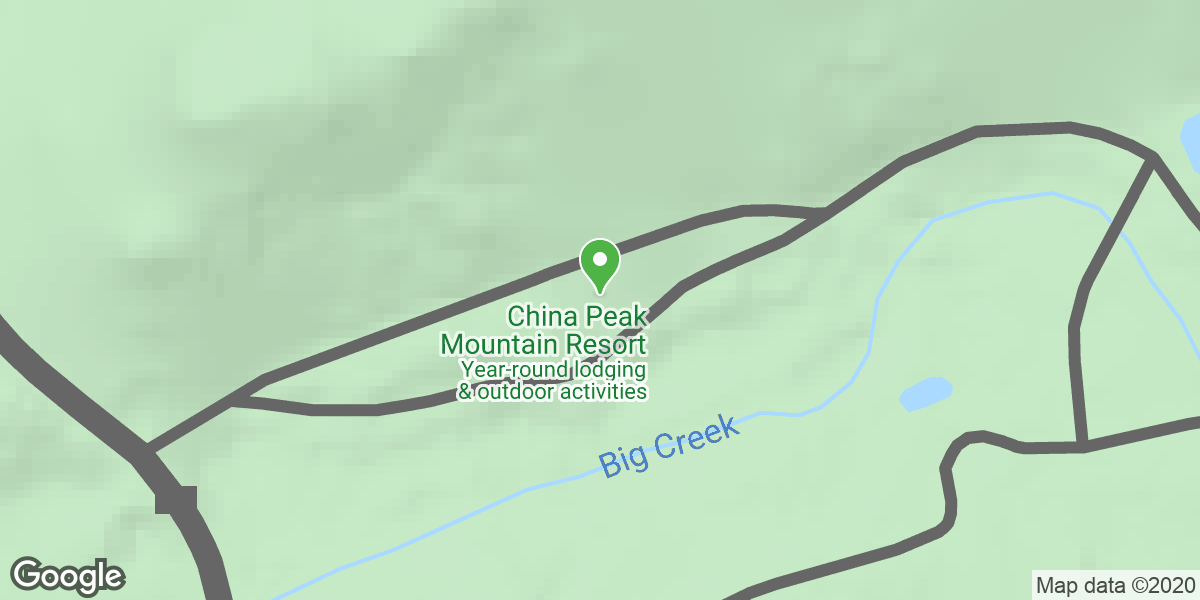 China Peak
Mountain Resort
Year-round lodging
& outdoor activities
Big Creek
Google
Map data ©2020